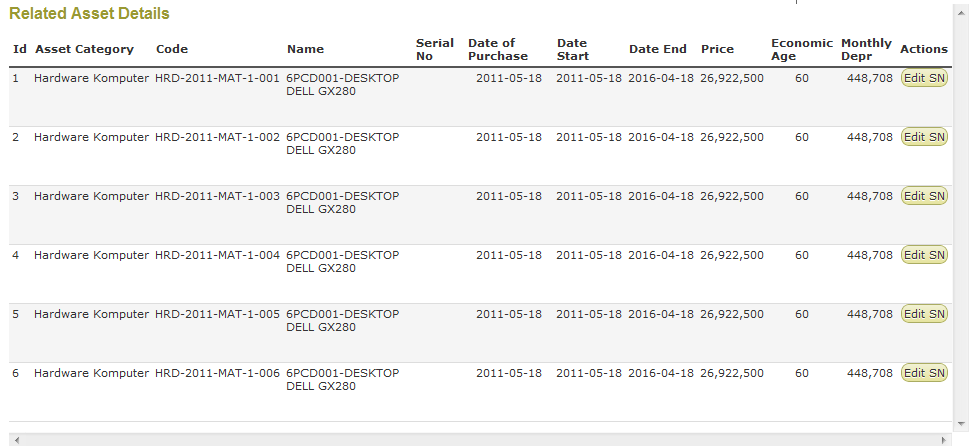 Related Asset Details
Id Asset Category Code Name Serial No Date of Purchase Date Start Date End Price Economic Age Monthly Depr Actions
1 Hardware Komputer HRD-2011-MAT-1-001 6PCD001-DESKTOP 2011-05-18 2011-05-18 2016-04-18 26,922,500 60 448,708 Edit SN
DELL GX280
2 Hardware Komputer HRD-2011-MAT-1-002 6PCD001-DESKTOP 2011-05-18 2011-05-18 2016-04-18 26,922,500 60 448,708 Edit SN
DELL GX280
3 Hardware Komputer HRD-2011-MAT-1-003 6PCD001-DESKTOP 2011-05-18 2011-05-18 2016-04-18 26,922,500 60 448,708 Edit SN
DELL GX280
4 Hardware Komputer HRD-2011-MAT-1-004 6PCD001-DESKTOP 2011-05-18 2011-05-18 2016-04-18 26,922,500 60 448,708 Edit SN
DELL GX280
5 Hardware Komputer HRD-2011-MAT-1-005 6PCD001-DESKTOP 2011-05-18 2011-05-18 2016-04-18 26,922,500 60 448,708 Edit SN
DELL GX280
6 Hardware Komputer HRD-2011-MAT-1-006 6PCD001-DESKTOP 2011-05-18 2011-05-18 2016-04-18 26,922,500 60 448,708 Edit SN
DELL GX280